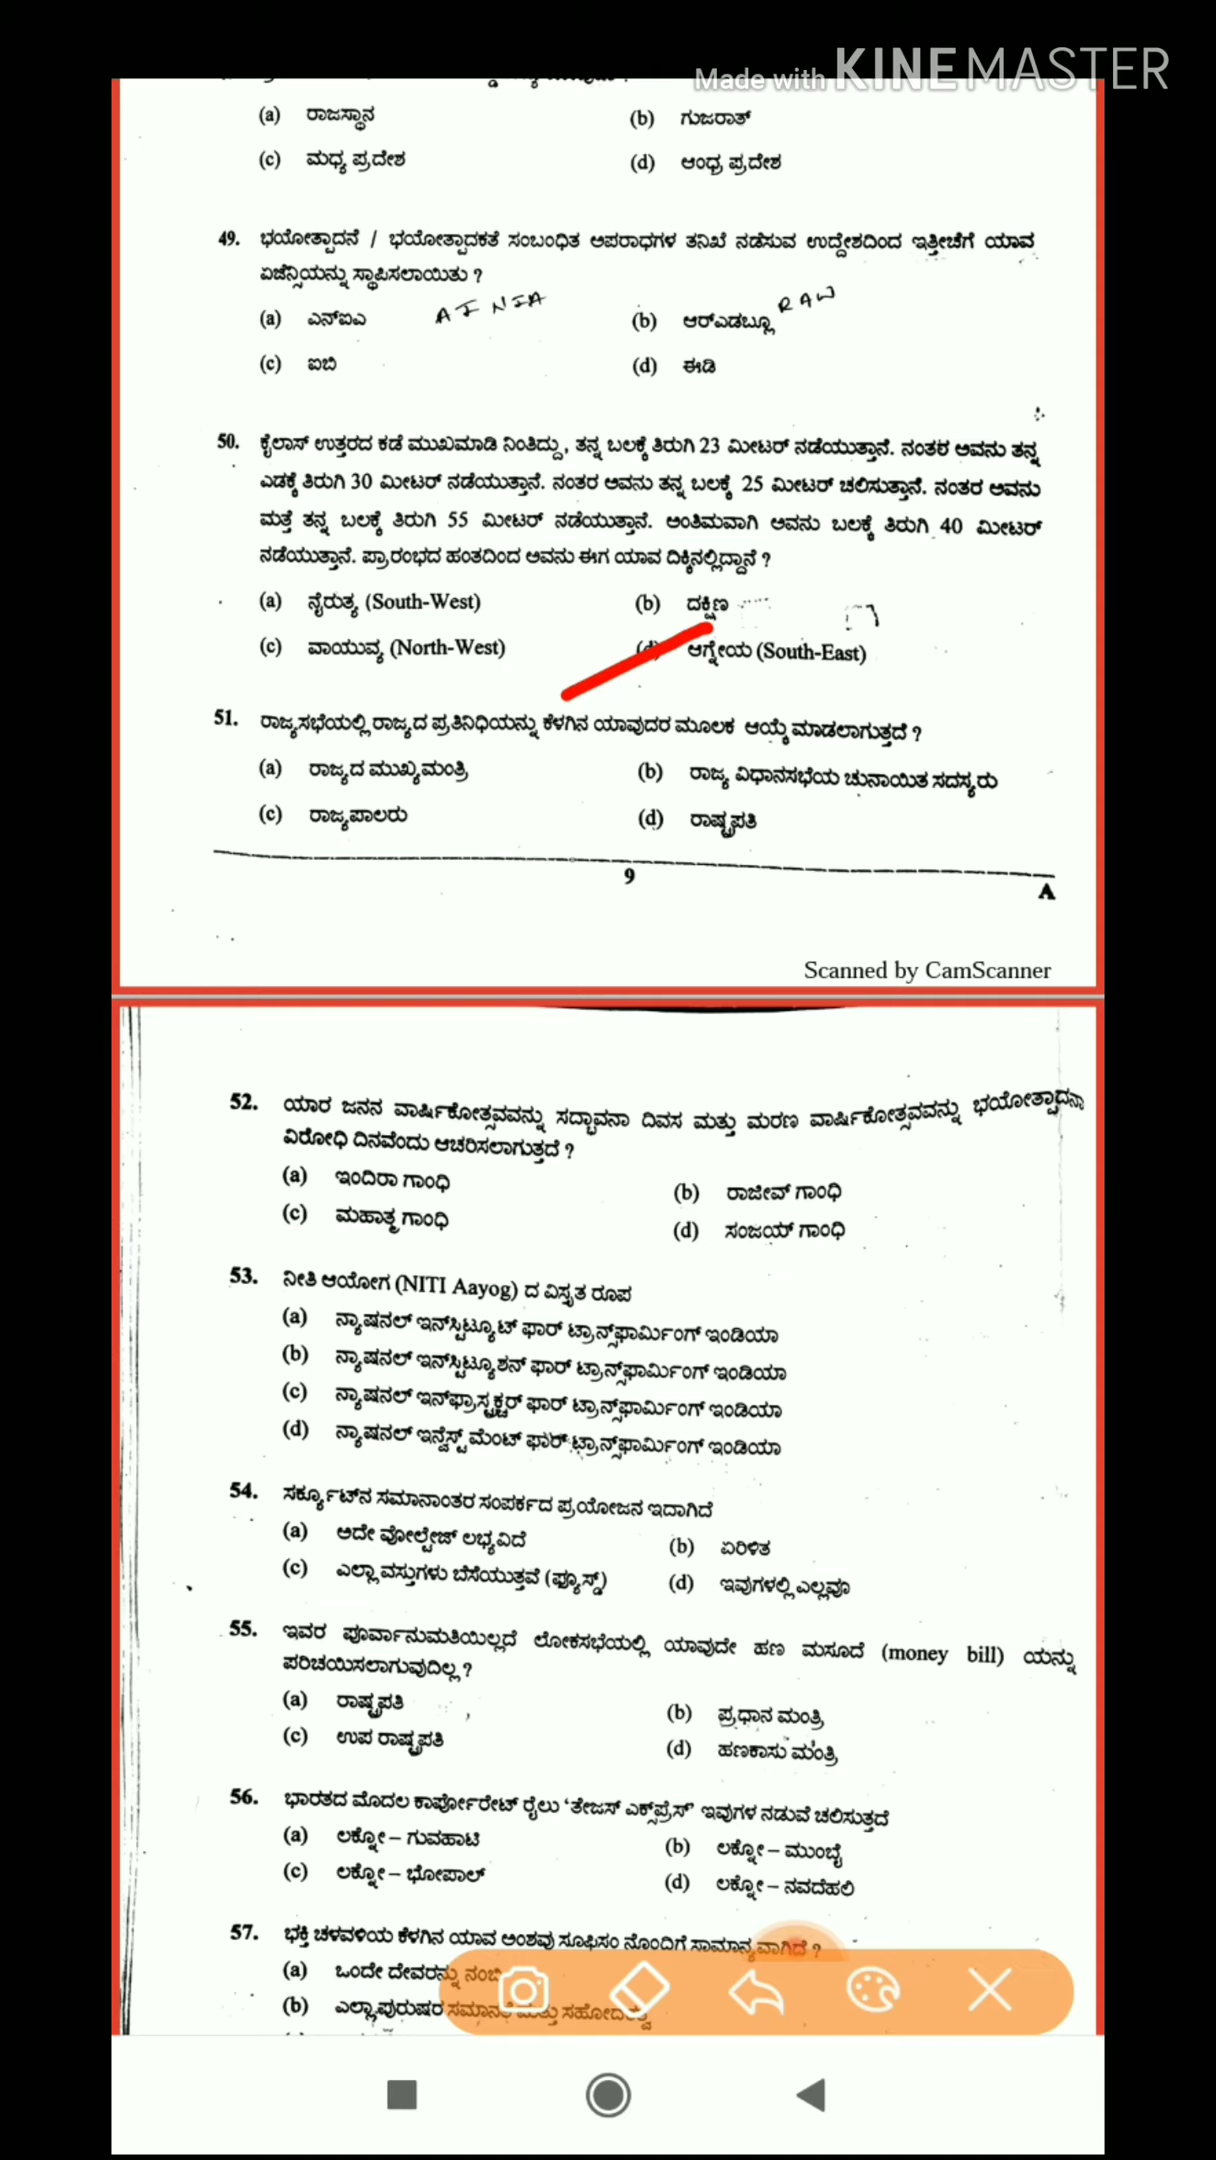 Made with KINEMASTER
(a) ರಾಜಸ್ಥಾನ (b) ಗುಜರಾತ್
(c) ಮಧ್ಯ ಪ್ರದೇಶ (d) ಆಂಧ್ರ ಪ್ರದೇಶ
49. ಭಯೋತ್ಪಾದನೆ / ಭಯೋತ್ಪಾದಕತೆ ಸಂಬಂಧಿತ ಅಪರಾಧಗಳ ತನಿಖೆ ನಡೆಸುವ ಉದ್ದೇಶದಿಂದ ಇತ್ತೀಚೆಗೆ ಯಾವ
ಏಜೆನ್ಸಿಯನ್ನು ಸ್ಥಾಪಿಸಲಾಯಿತು ?
(a) ಎನ್ಐಎ AI NIA (b) ಆರ್‌ಎಡಬ್ಲ್ಯೂ RAW
(c) ಐಬಿ (d) ಈಡಿ
50. ಕೈಲಾಸ್ ಉತ್ತರದ ಕಡೆ ಮುಖಮಾಡಿ ನಿಂತಿದ್ದು, ತನ್ನ ಬಲಕ್ಕೆ ತಿರುಗಿ 23 ಮೀಟರ್ ನಡೆಯುತ್ತಾನೆ. ನಂತರ ಅವನು ತನ್ನ
ಎಡಕ್ಕೆ ತಿರುಗಿ 30 ಮೀಟರ್ ನಡೆಯುತ್ತಾನೆ. ನಂತರ ಅವನು ತನ್ನ ಬಲಕ್ಕೆ 25 ಮೀಟರ್ ಚಲಿಸುತ್ತಾನೆ. ನಂತರ ಅವನು
ಮತ್ತೆ ತನ್ನ ಬಲಕ್ಕೆ ತಿರುಗಿ 55 ಮೀಟರ್ ನಡೆಯುತ್ತಾನೆ. ಅಂತಿಮವಾಗಿ ಅವನು ಬಲಕ್ಕೆ ತಿರುಗಿ 40 ಮೀಟರ್
ನಡೆಯುತ್ತಾನೆ. ಪ್ರಾರಂಭದ ಹಂತದಿಂದ ಅವನು ಈಗ ಯಾವ ದಿಕ್ಕಿನಲ್ಲಿದ್ದಾನೆ ?
(a) ನೈರುತ್ಯ (South-West) (b) ದಕ್ಷಿಣ
(c) ವಾಯುವ್ಯ (North-West) (d) ಆಗ್ನೇಯ (South-East)
51. ರಾಜ್ಯಸಭೆಯಲ್ಲಿ ರಾಜ್ಯದ ಪ್ರತಿನಿಧಿಯನ್ನು ಕೆಳಗಿನ ಯಾವುದರ ಮೂಲಕ ಆಯ್ಕೆ ಮಾಡಲಾಗುತ್ತದೆ ?
(a) ರಾಜ್ಯದ ಮುಖ್ಯಮಂತ್ರಿ (b) ರಾಜ್ಯ ವಿಧಾನಸಭೆಯ ಚುನಾಯಿತ ಸದಸ್ಯರು
(c) ರಾಜ್ಯಪಾಲರು (d) ರಾಷ್ಟ್ರಪತಿ
9
A
Scanned by CamScanner
52. ಯಾರ ಜನನ ವಾರ್ಷಿಕೋತ್ಸವವನ್ನು ಸದ್ಭಾವನಾ ದಿವಸ ಮತ್ತು ಮರಣ ವಾರ್ಷಿಕೋತ್ಸವವನ್ನು ಭಯೋತ್ಪಾದನಾ
ವಿರೋಧಿ ದಿನವೆಂದು ಆಚರಿಸಲಾಗುತ್ತದೆ ?
(a) ಇಂದಿರಾ ಗಾಂಧಿ (b) ರಾಜೀವ್ ಗಾಂಧಿ
(c) ಮಹಾತ್ಮ ಗಾಂಧಿ (d) ಸಂಜಯ್ ಗಾಂಧಿ
53. ನೀತಿ ಆಯೋಗ (NITI Aayog) ದ ವಿಸ್ತೃತ ರೂಪ
(a) ನ್ಯಾಷನಲ್ ಇನ್‌ಸ್ಟಿಟ್ಯೂಟ್ ಫಾರ್ ಟ್ರಾನ್ಸ್‌ಫಾರ್ಮಿಂಗ್ ಇಂಡಿಯಾ
(b) ನ್ಯಾಷನಲ್ ಇನ್‌ಸ್ಟಿಟ್ಯೂಶನ್ ಫಾರ್ ಟ್ರಾನ್ಸ್‌ಫಾರ್ಮಿಂಗ್ ಇಂಡಿಯಾ
(c) ನ್ಯಾಷನಲ್ ಇನ್‌ಫ್ರಾಸ್ಟ್ರಕ್ಚರ್ ಫಾರ್ ಟ್ರಾನ್ಸ್‌ಫಾರ್ಮಿಂಗ್ ಇಂಡಿಯಾ
(d) ನ್ಯಾಷನಲ್ ಇನ್ವೆಸ್ಟ್‌ಮೆಂಟ್ ಫಾರ್ ಟ್ರಾನ್ಸ್‌ಫಾರ್ಮಿಂಗ್ ಇಂಡಿಯಾ
54. ಸರ್ಕ್ಯೂಟ್‌ನ ಸಮಾನಾಂತರ ಸಂಪರ್ಕದ ಪ್ರಯೋಜನ ಇದಾಗಿದೆ
(a) ಅದೇ ವೋಲ್ಟೇಜ್ ಲಭ್ಯವಿದೆ (b) ಏರಿಳಿತ
(c) ಎಲ್ಲಾ ವಸ್ತುಗಳು ಬೆಸೆಯುತ್ತವೆ (ಫ್ಯೂಸ್ಡ್) (d) ಇವುಗಳಲ್ಲಿ ಎಲ್ಲವೂ
55. ಇವರ ಪೂರ್ವಾನುಮತಿಯಿಲ್ಲದೆ ಲೋಕಸಭೆಯಲ್ಲಿ ಯಾವುದೇ ಹಣ ಮಸೂದೆ (money bill) ಯನ್ನು
ಪರಿಚಯಿಸಲಾಗುವುದಿಲ್ಲ ?
(a) ರಾಷ್ಟ್ರಪತಿ (b) ಪ್ರಧಾನ ಮಂತ್ರಿ
(c) ಉಪ ರಾಷ್ಟ್ರಪತಿ (d) ಹಣಕಾಸು ಮಂತ್ರಿ
56. ಭಾರತದ ಮೊದಲ ಕಾರ್ಪೋರೇಟ್ ರೈಲು 'ತೇಜಸ್ ಎಕ್ಸ್‌ಪ್ರೆಸ್' ಇವುಗಳ ನಡುವೆ ಚಲಿಸುತ್ತದೆ
(a) ಲಕ್ನೋ – ಗುವಹಾಟಿ (b) ಲಕ್ನೋ – ಮುಂಬೈ
(c) ಲಕ್ನೋ – ಭೋಪಾಲ್ (d) ಲಕ್ನೋ – ನವದೆಹಲಿ
57. ಭಕ್ತಿ ಚಳವಳಿಯ ಕೆಳಗಿನ ಯಾವ ಅಂಶವು ಸೂಫಿಸಂ ನೊಂದಿಗೆ ಸಾಮಾನ್ಯವಾಗಿದೆ ?
(a) ಒಂದೇ ದೇವರನ್ನು
(b) ಎಲ್ಲಾ ಪುರುಷರ ಸಮಾನತೆ ಮತ್ತು ಸಹೋದರತ್ವ